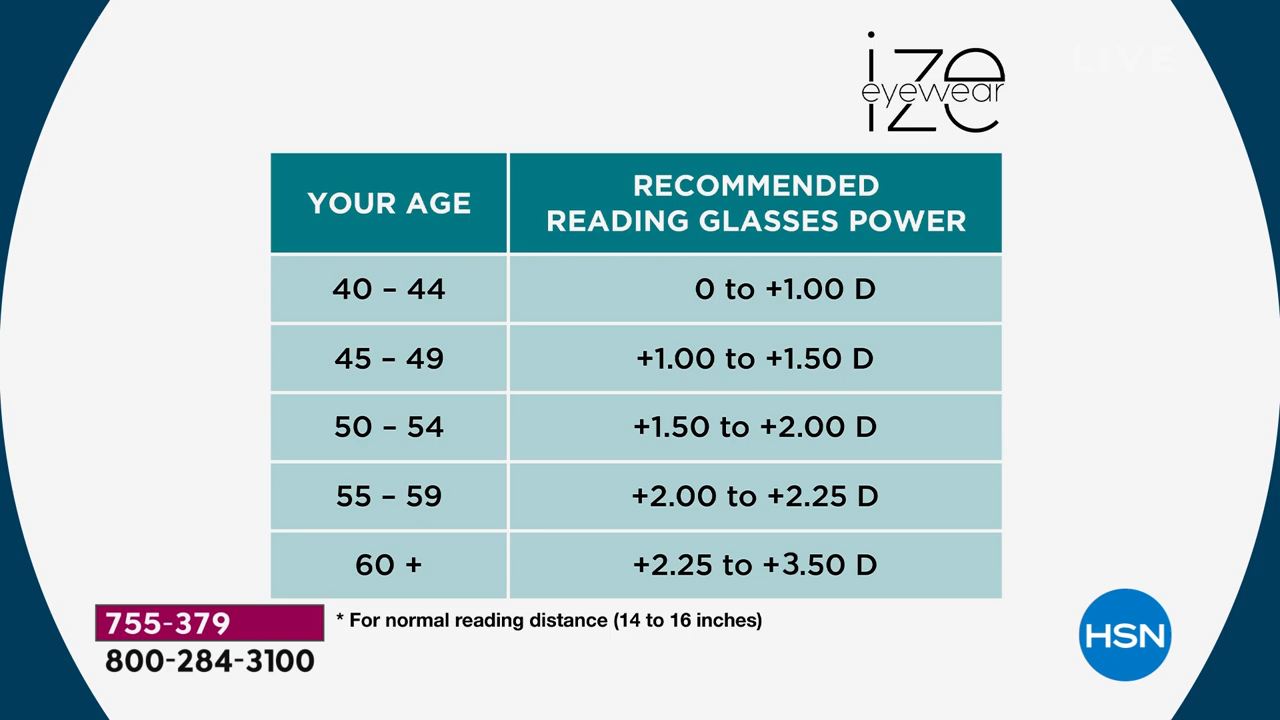 ize
eyewear
LIVE
YOUR AGE
RECOMMENDED
READING GLASSES POWER
40 – 44
0 to +1.00 D
45 – 49
+1.00 to +1.50 D
50 – 54
+1.50 to +2.00 D
55 – 59
+2.00 to +2.25 D
60 +
+2.25 to +3.50 D
755-379
* For normal reading distance (14 to 16 inches)
800-284-3100
HSN